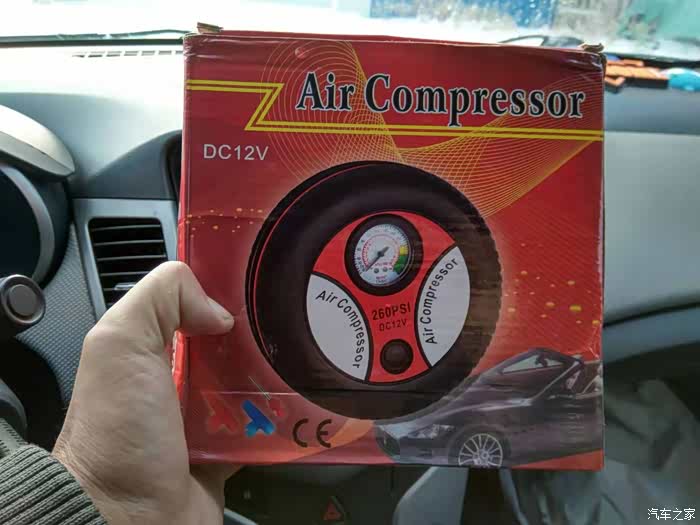 Air Compressor
DC12V
Air Compressor
260PSI
DC12V
Air Compressor
CE
汽车之家